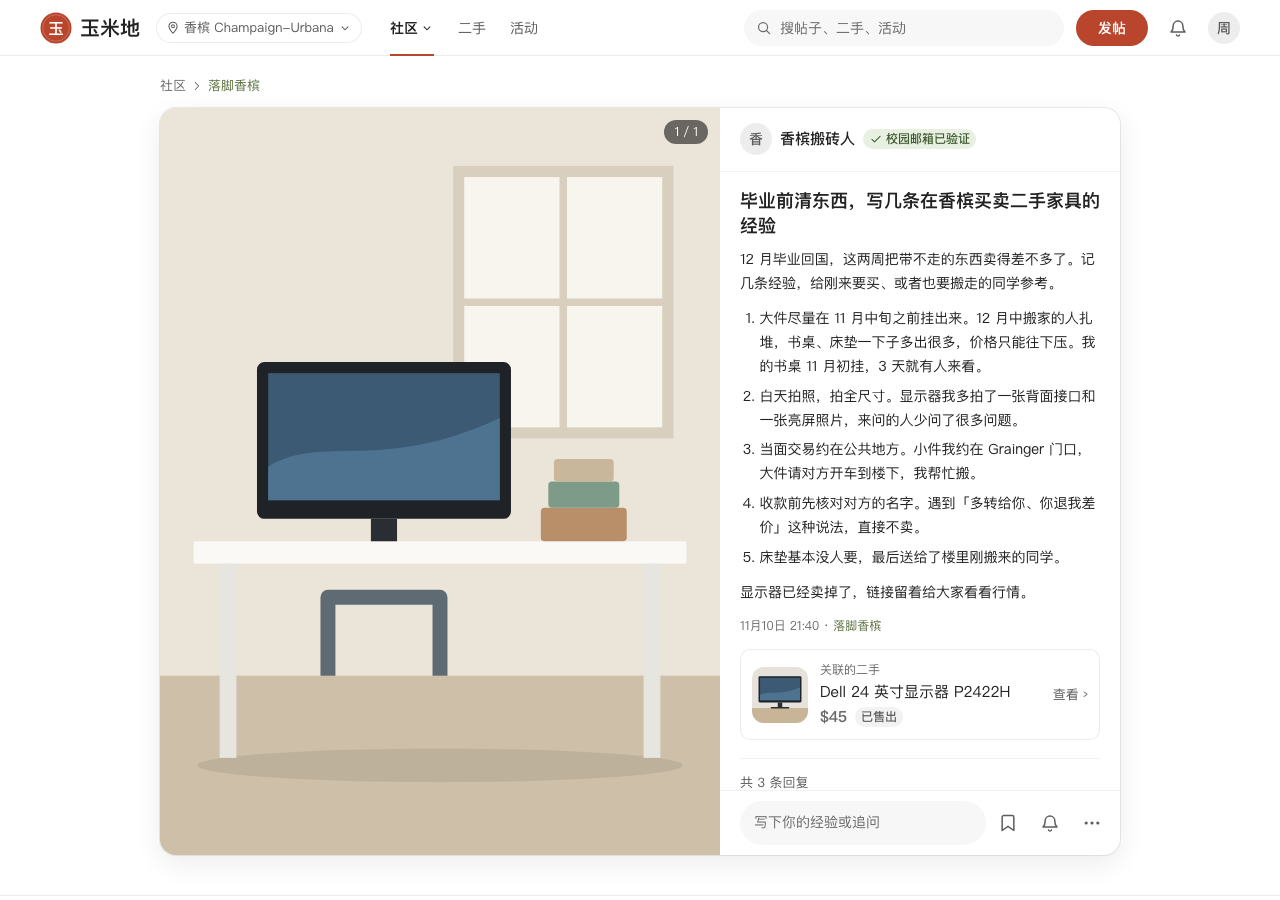 玉 玉米地 香槟 Champaign–Urbana 社区 二手 活动 搜帖子、二手、活动 发帖 周
社区 > 落脚香槟
1 / 1
香 香槟搬砖人 校园邮箱已验证
毕业前清东西，写几条在香槟买卖二手家具的
经验
12 月毕业回国，这两周把带不走的东西卖得差不多了。记
几条经验，给刚来要买、或者也要搬走的同学参考。
1. 大件尽量在 11 月中旬之前挂出来。12 月中搬家的人扎
堆，书桌、床垫一下子多出很多，价格只能往下压。我
的书桌 11 月初挂，3 天就有人来看。
2. 白天拍照，拍全尺寸。显示器我多拍了一张背面接口和
一张亮屏照片，来问的人少问了很多问题。
3. 当面交易约在公共地方。小件我约在 Grainger 门口，
大件请对方开车到楼下，我帮忙搬。
4. 收款前先核对对方的名字。遇到「多转给你、你退我差
价」这种说法，直接不卖。
5. 床垫基本没人要，最后送给了楼里刚搬来的同学。
显示器已经卖掉了，链接留着给大家看看行情。
11月10日 21:40 · 落脚香槟
关联的二手
Dell 24 英寸显示器 P2422H
查看 ›
$45 已售出
共 3 条回复
写下你的经验或追问